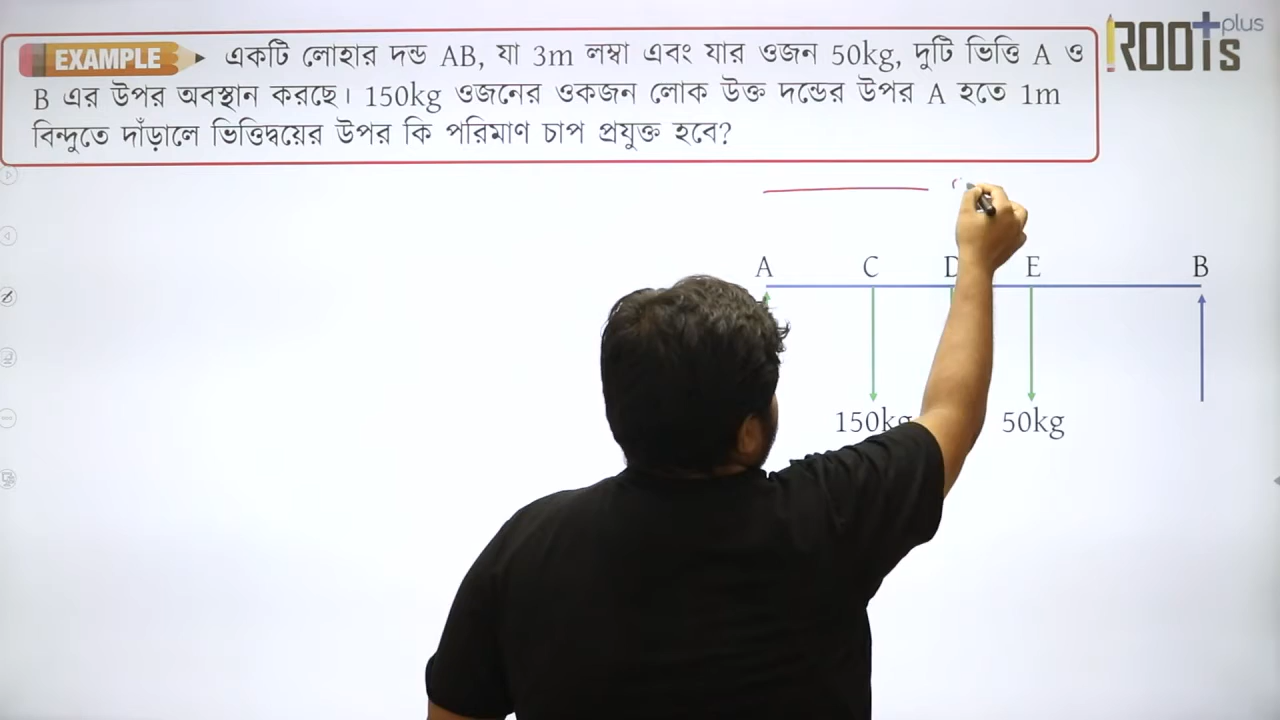 EXAMPLE একটি লোহার দন্ড AB, যা 3m লম্বা এবং যার ওজন 50kg, দুটি ভিত্তি A ও
B এর উপর অবস্থান করছে। 150kg ওজনের ওকজন লোক উক্ত দন্ডের উপর A হতে 1m
বিন্দুতে দাঁড়ালে ভিত্তিদ্বয়ের উপর কি পরিমাণ চাপ প্রযুক্ত হবে?
ROOTs plus
A C D E B
150kg 50kg